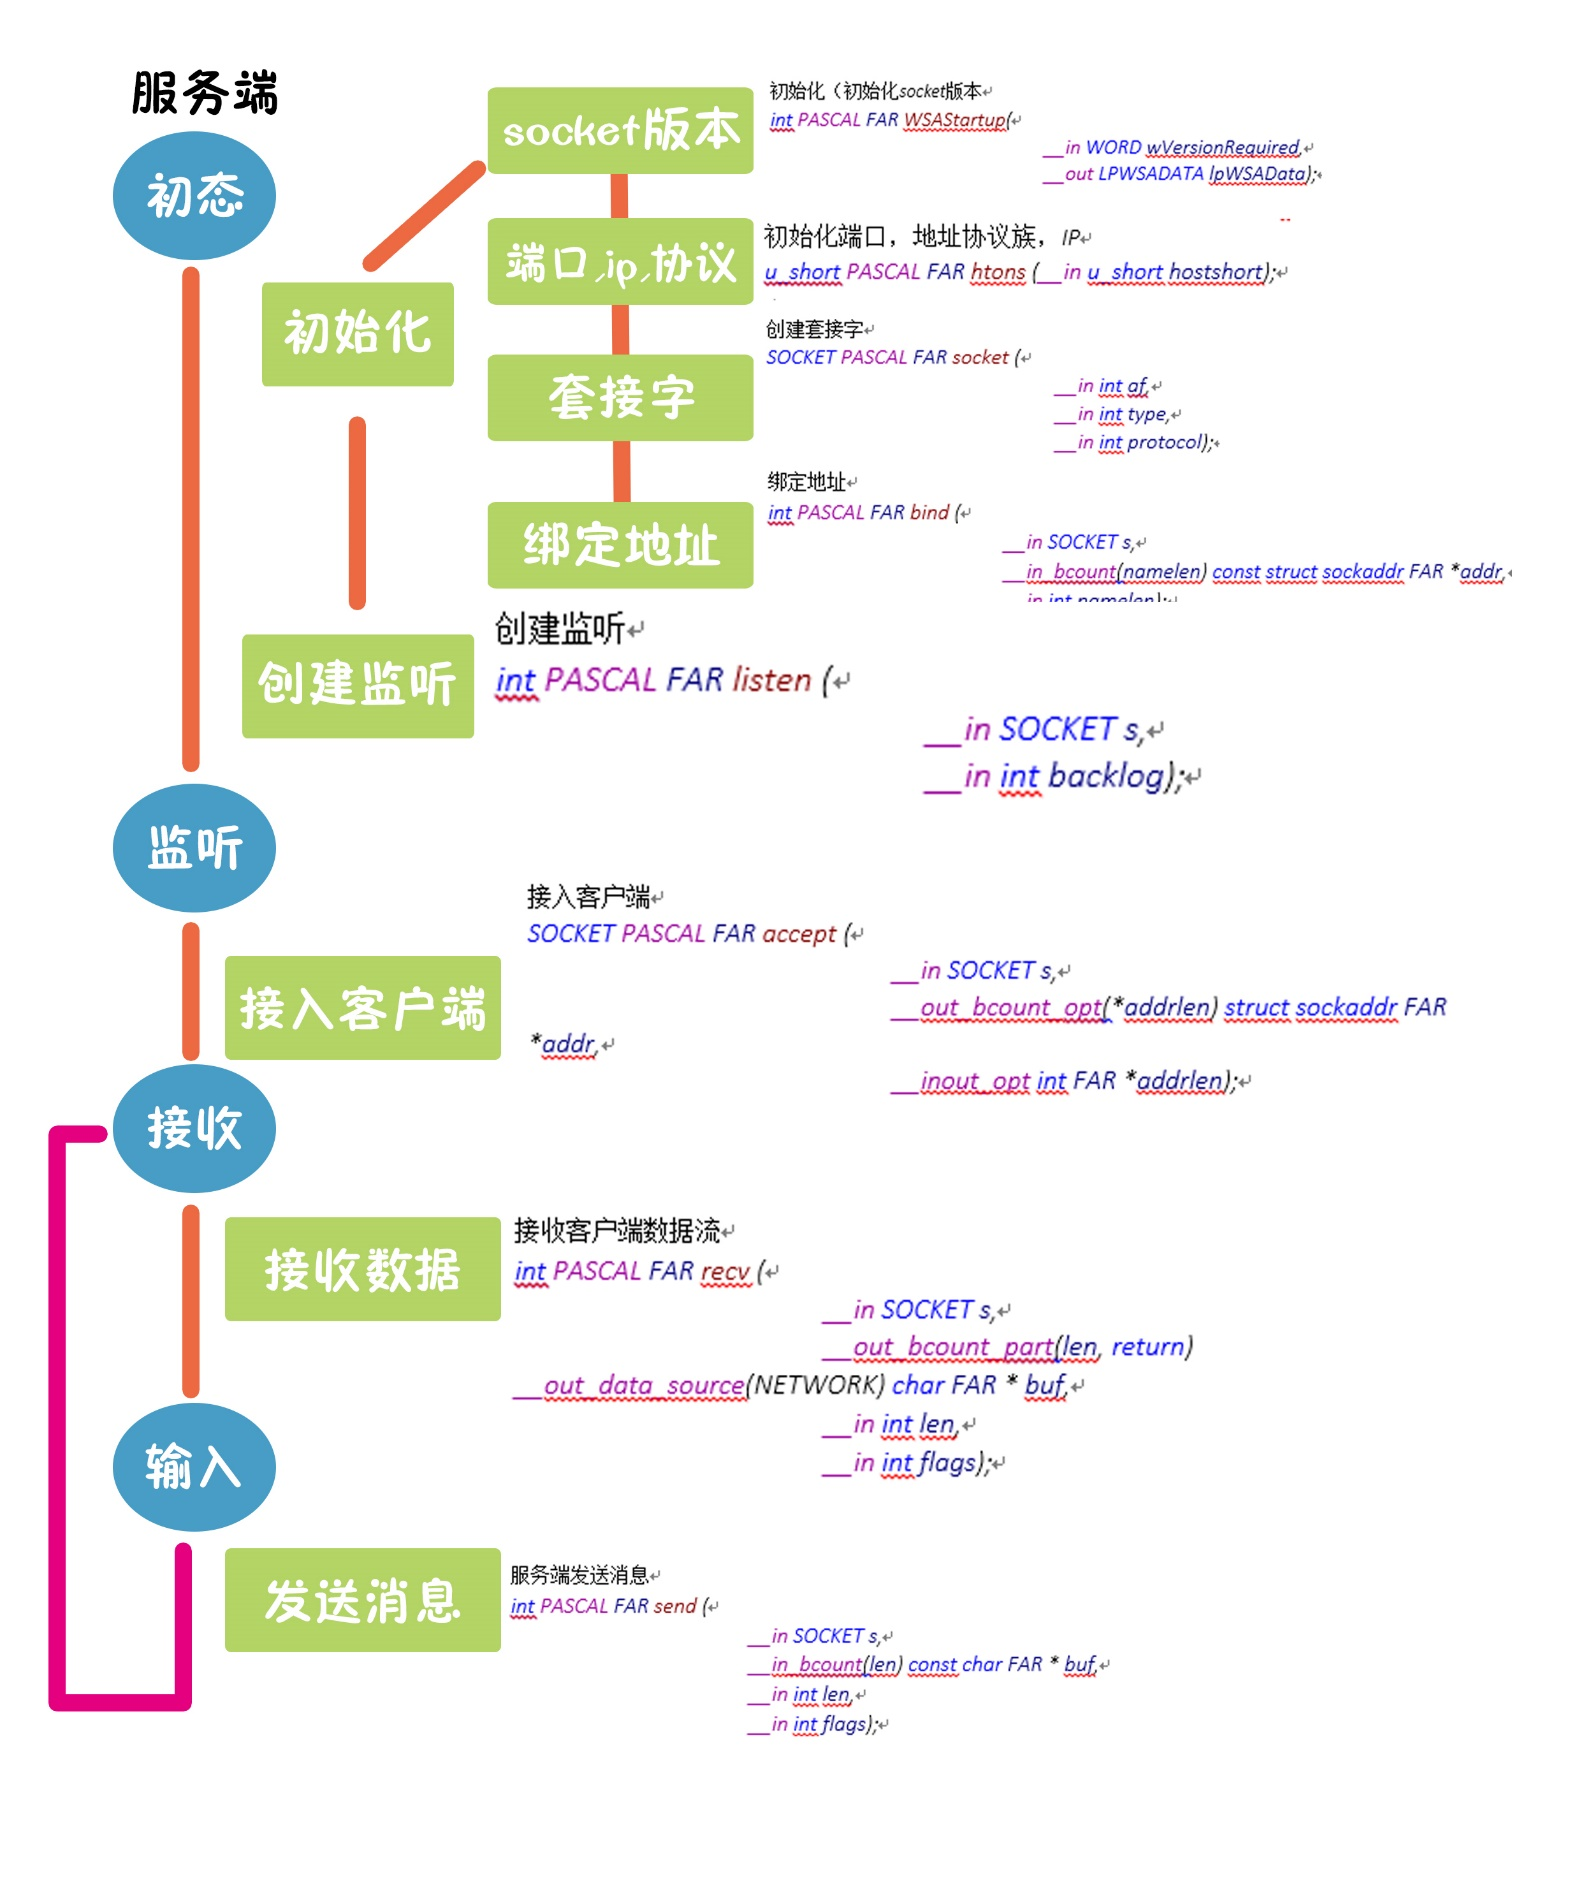 服务端
初态
初始化
socket版本
初始化（初始化socket版本
int PASCAL FAR WSAStartup(
__in WORD wVersionRequired,
__out LPWSADATA lpWSAData);
端口,ip,协议
初始化端口，地址协议族，IP
u_short PASCAL FAR htons (__in u_short hostshort);
套接字
创建套接字
SOCKET PASCAL FAR socket (
__in int af,
__in int type,
__in int protocol);
绑定地址
绑定地址
int PASCAL FAR bind (
__in SOCKET s,
__in_bcount(namelen) const struct sockaddr FAR *addr,
__in int namelen);
创建监听
创建监听
int PASCAL FAR listen (
__in SOCKET s,
__in int backlog);
监听
接入客户端
接入客户端
SOCKET PASCAL FAR accept (
__in SOCKET s,
__out_bcount_opt(*addrlen) struct sockaddr FAR
*addr,
__inout_opt int FAR *addrlen);
接收
接收数据
接收客户端数据流
int PASCAL FAR recv (
__in SOCKET s,
__out_bcount_part(len, return)
__out_data_source(NETWORK) char FAR * buf,
__in int len,
__in int flags);
输入
发送消息
服务端发送消息
int PASCAL FAR send (
__in SOCKET s,
__in_bcount(len) const char FAR * buf,
__in int len,
__in int flags);